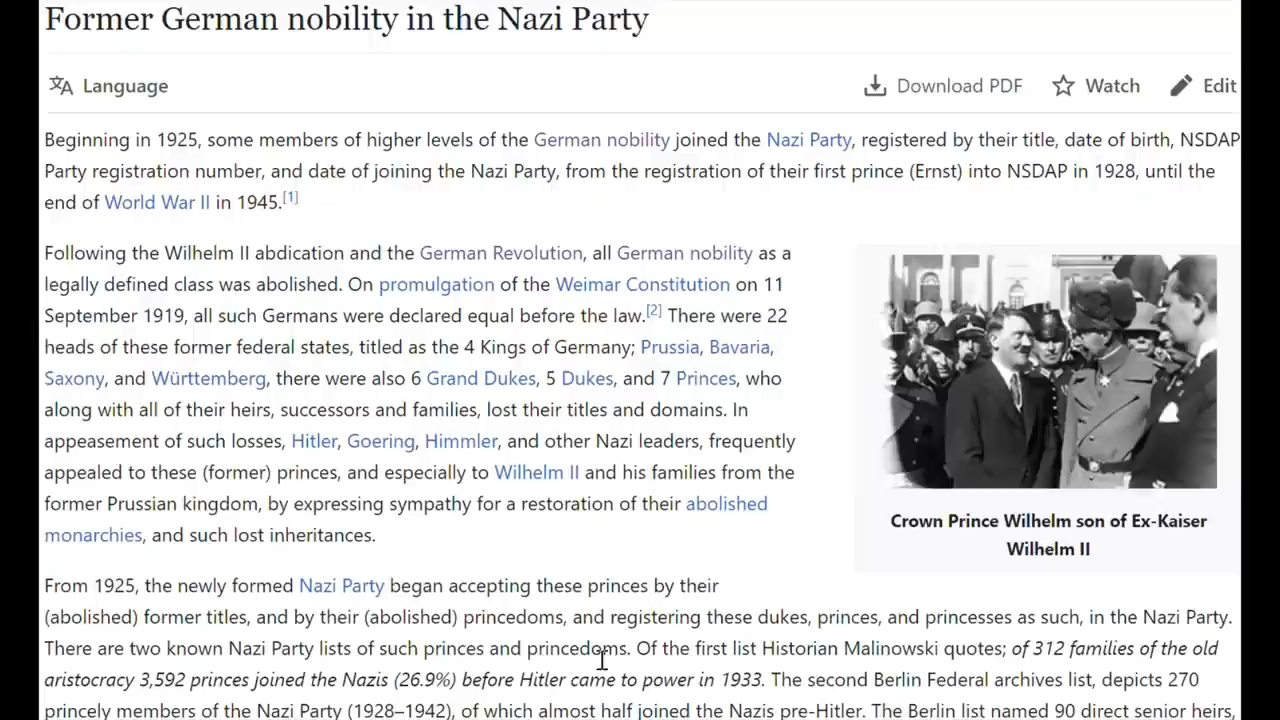 Former German nobility in the Nazi Party
Language
Download PDF
Watch
Edit
Beginning in 1925, some members of higher levels of the German nobility joined the Nazi Party, registered by their title, date of birth, NSDAP
Party registration number, and date of joining the Nazi Party, from the registration of their first prince (Ernst) into NSDAP in 1928, until the
end of World War II in 1945.[1]
Following the Wilhelm II abdication and the German Revolution, all German nobility as a
legally defined class was abolished. On promulgation of the Weimar Constitution on 11
September 1919, all such Germans were declared equal before the law.[2] There were 22
heads of these former federal states, titled as the 4 Kings of Germany; Prussia, Bavaria,
Saxony, and Württemberg, there were also 6 Grand Dukes, 5 Dukes, and 7 Princes, who
along with all of their heirs, successors and families, lost their titles and domains. In
appeasement of such losses, Hitler, Goering, Himmler, and other Nazi leaders, frequently
appealed to these (former) princes, and especially to Wilhelm II and his families from the
former Prussian kingdom, by expressing sympathy for a restoration of their abolished
monarchies, and such lost inheritances.
Crown Prince Wilhelm son of Ex-Kaiser
Wilhelm II
From 1925, the newly formed Nazi Party began accepting these princes by their
(abolished) former titles, and by their (abolished) princedoms, and registering these dukes, princes, and princesses as such, in the Nazi Party.
There are two known Nazi Party lists of such princes and princedoms. Of the first list Historian Malinowski quotes; of 312 families of the old
aristocracy 3,592 princes joined the Nazis (26.9%) before Hitler came to power in 1933. The second Berlin Federal archives list, depicts 270
princely members of the Nazi Party (1928–1942), of which almost half joined the Nazis pre-Hitler. The Berlin list named 90 direct senior heirs,